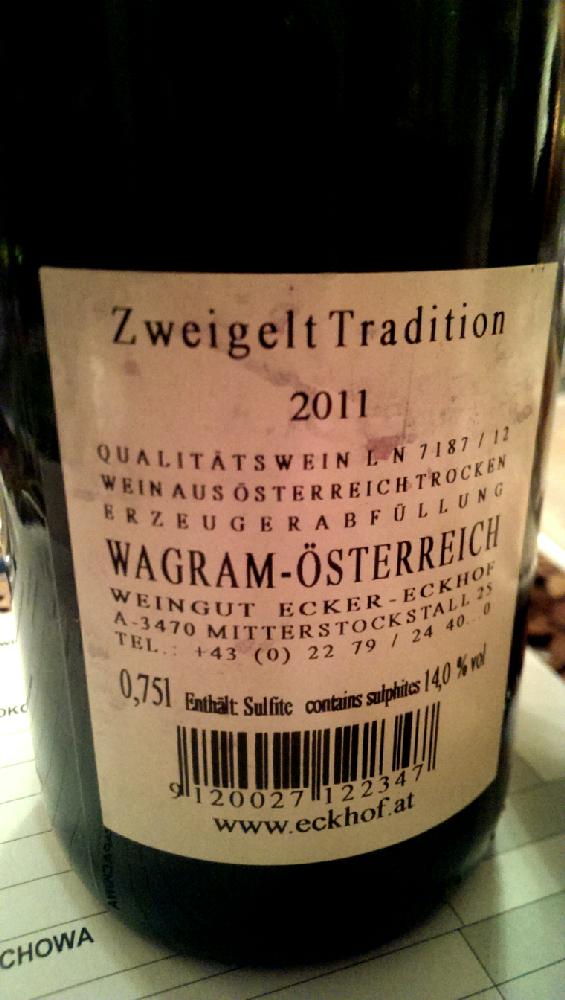 Zweigelt Tradition
2011
QUALITÄTSWEIN L N 7187 / 12
WEIN AUS ÖSTERREICH TROCKEN
ERZEUGERABFÜLLUNG
WAGRAM-ÖSTERREICH
WEINGUT ECKER-ECKHOF
A-3470 MITTERSTOCKSTALL 25
TEL.: +43 (0) 22 79 / 24 40...0
0,75l Enthält Sulfite contains sulphites 14,0 % vol
9 120027 122347
www.eckhof.at
CHOWA